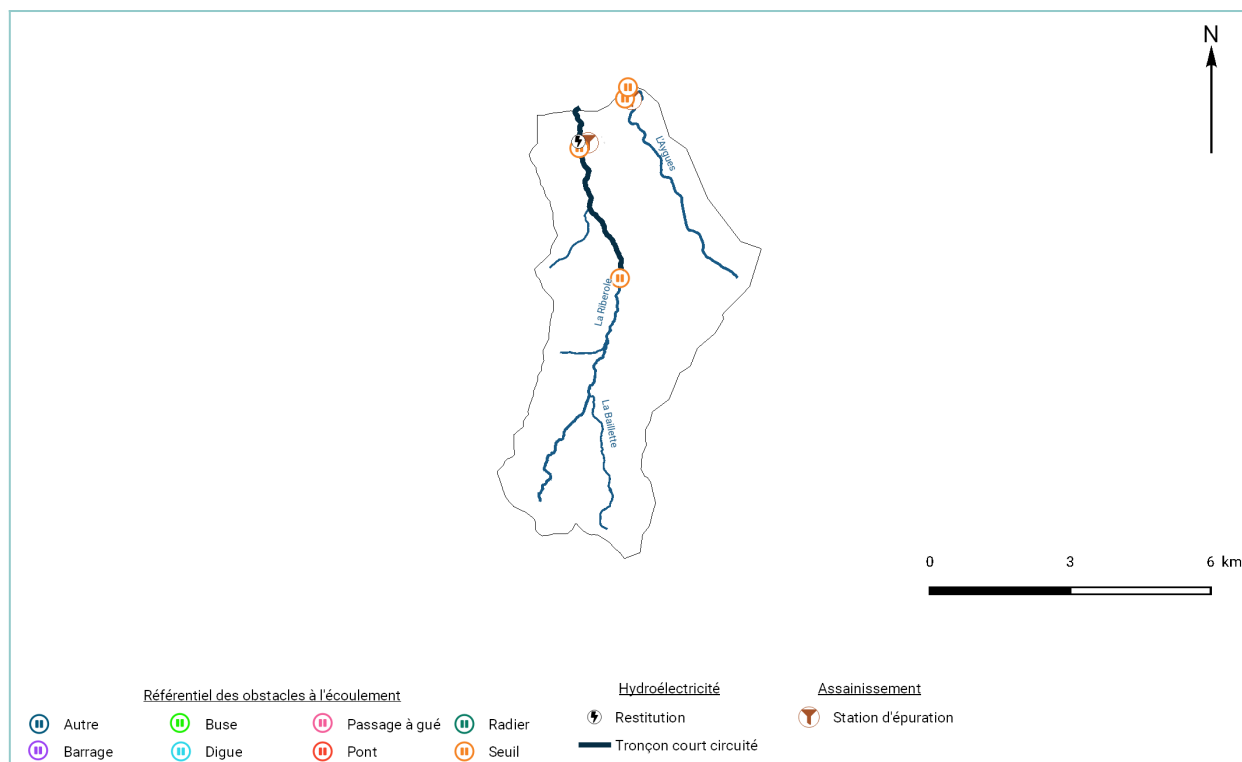 N
L'Aygues
La Riberole
La Baillette
0 3 6 km
Référentiel des obstacles à l'écoulement
Hydroélectricité
Assainissement
Autre
Buse
Passage à gué
Radier
Restitution
Station d'épuration
Barrage
Digue
Pont
Seuil
Tronçon court circuité